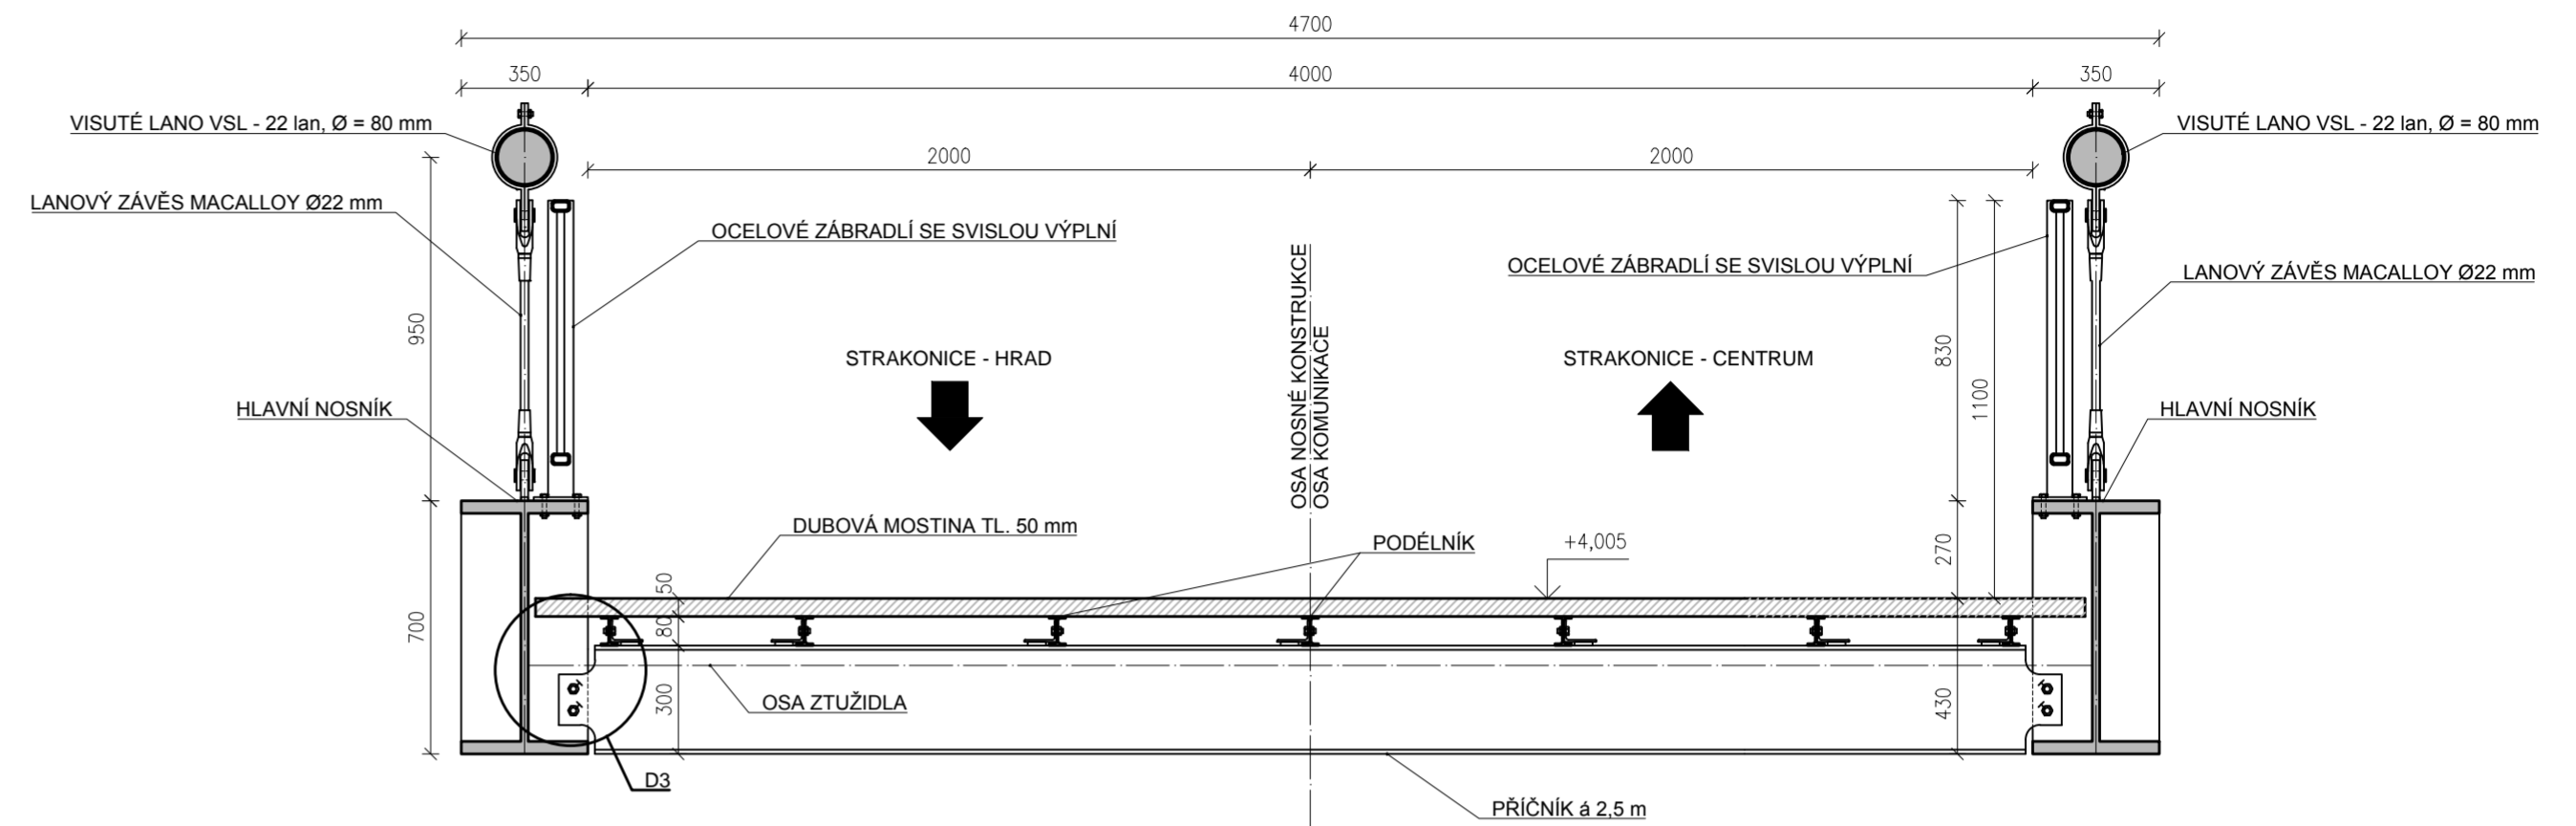 4700
350
4000
350
VISUTÉ LANO VSL - 22 lan, Ø = 80 mm
VISUTÉ LANO VSL - 22 lan, Ø = 80 mm
2000
2000
LANOVÝ ZÁVĚS MACALLOY Ø22 mm
OCELOVÉ ZÁBRADLÍ SE SVISLOU VÝPLNÍ
OCELOVÉ ZÁBRADLÍ SE SVISLOU VÝPLNÍ
LANOVÝ ZÁVĚS MACALLOY Ø22 mm
OSA NOSNÉ KONSTRUKCE
OSA KOMUNIKACE
950
STRAKONICE - HRAD
STRAKONICE - CENTRUM
830
1100
HLAVNÍ NOSNÍK
HLAVNÍ NOSNÍK
DUBOVÁ MOSTINA TL. 50 mm
PODÉLNÍK
+4,005
270
50
80
700
300
OSA ZTUŽIDLA
430
D3
PŘÍČNÍK á 2,5 m